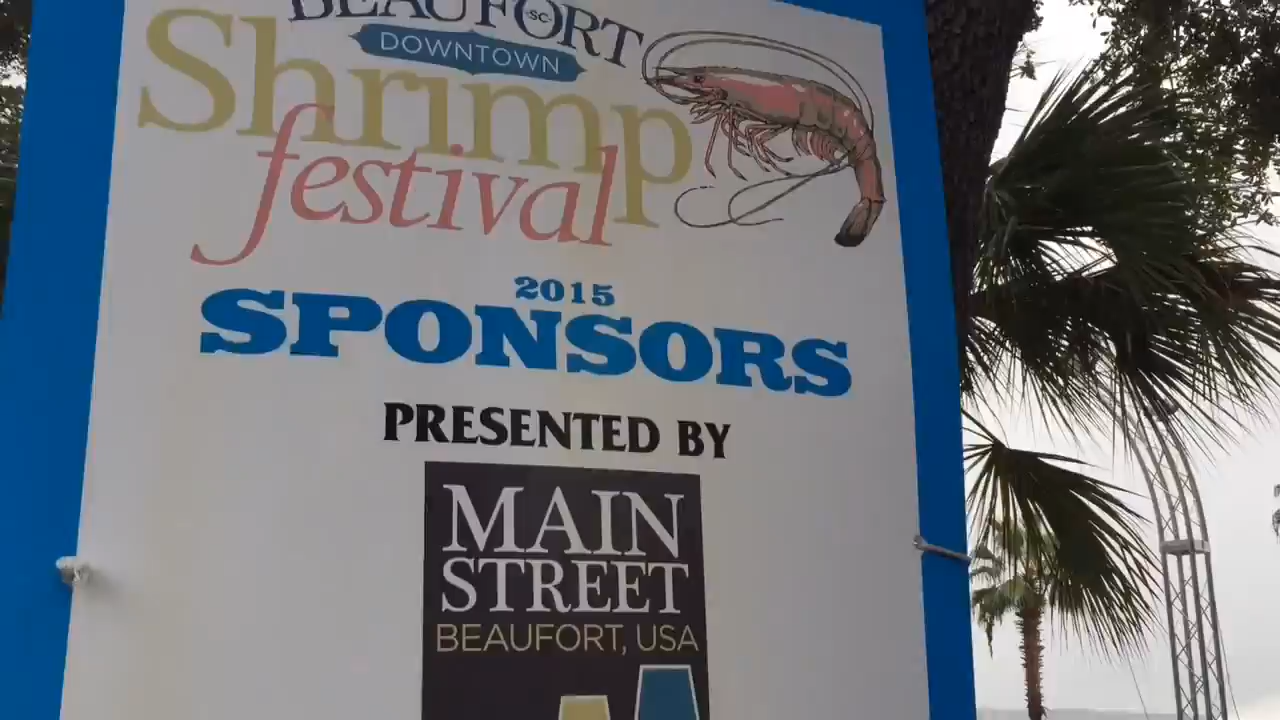 BEAUFORT
SC
DOWNTOWN
Shrimp
festival
2015
SPONSORS
PRESENTED BY
MAIN
STREET
BEAUFORT, USA